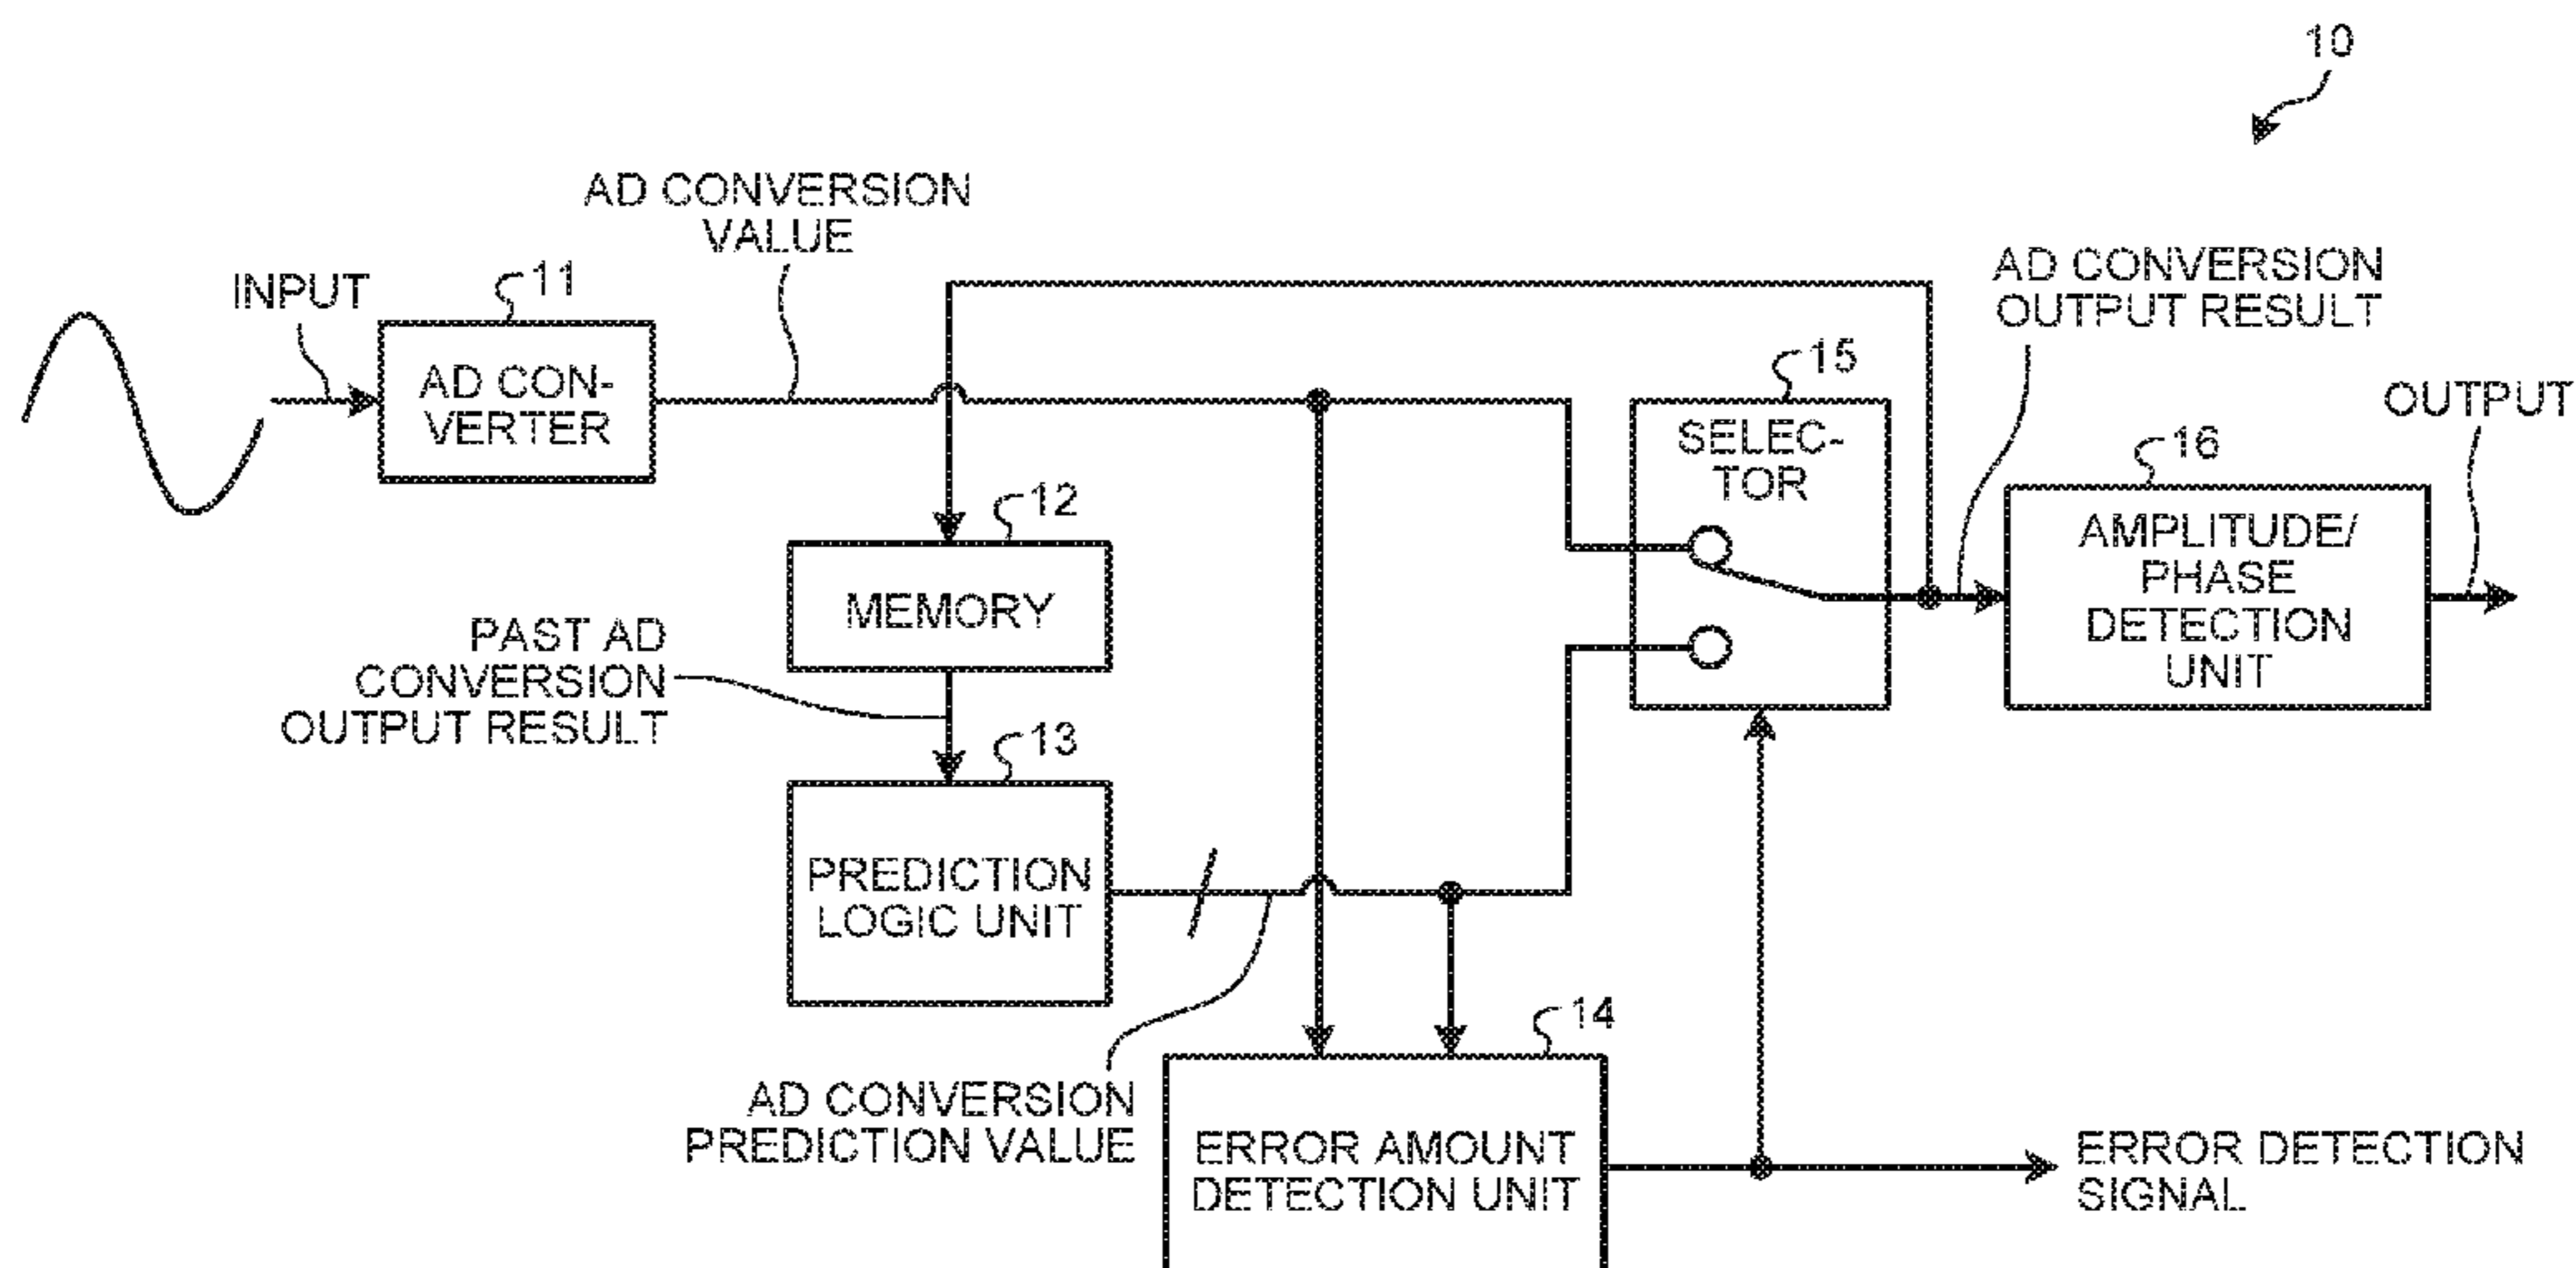 10
AD CONVERSION
VALUE
INPUT
11
AD CON-
VERTER
AD CONVERSION
OUTPUT RESULT
15
SELEC-
TOR
OUTPUT
16
AMPLITUDE/
PHASE
DETECTION
UNIT
12
MEMORY
PAST AD
CONVERSION
OUTPUT RESULT
13
PREDICTION
LOGIC UNIT
AD CONVERSION
PREDICTION VALUE
14
ERROR AMOUNT
DETECTION UNIT
ERROR DETECTION
SIGNAL